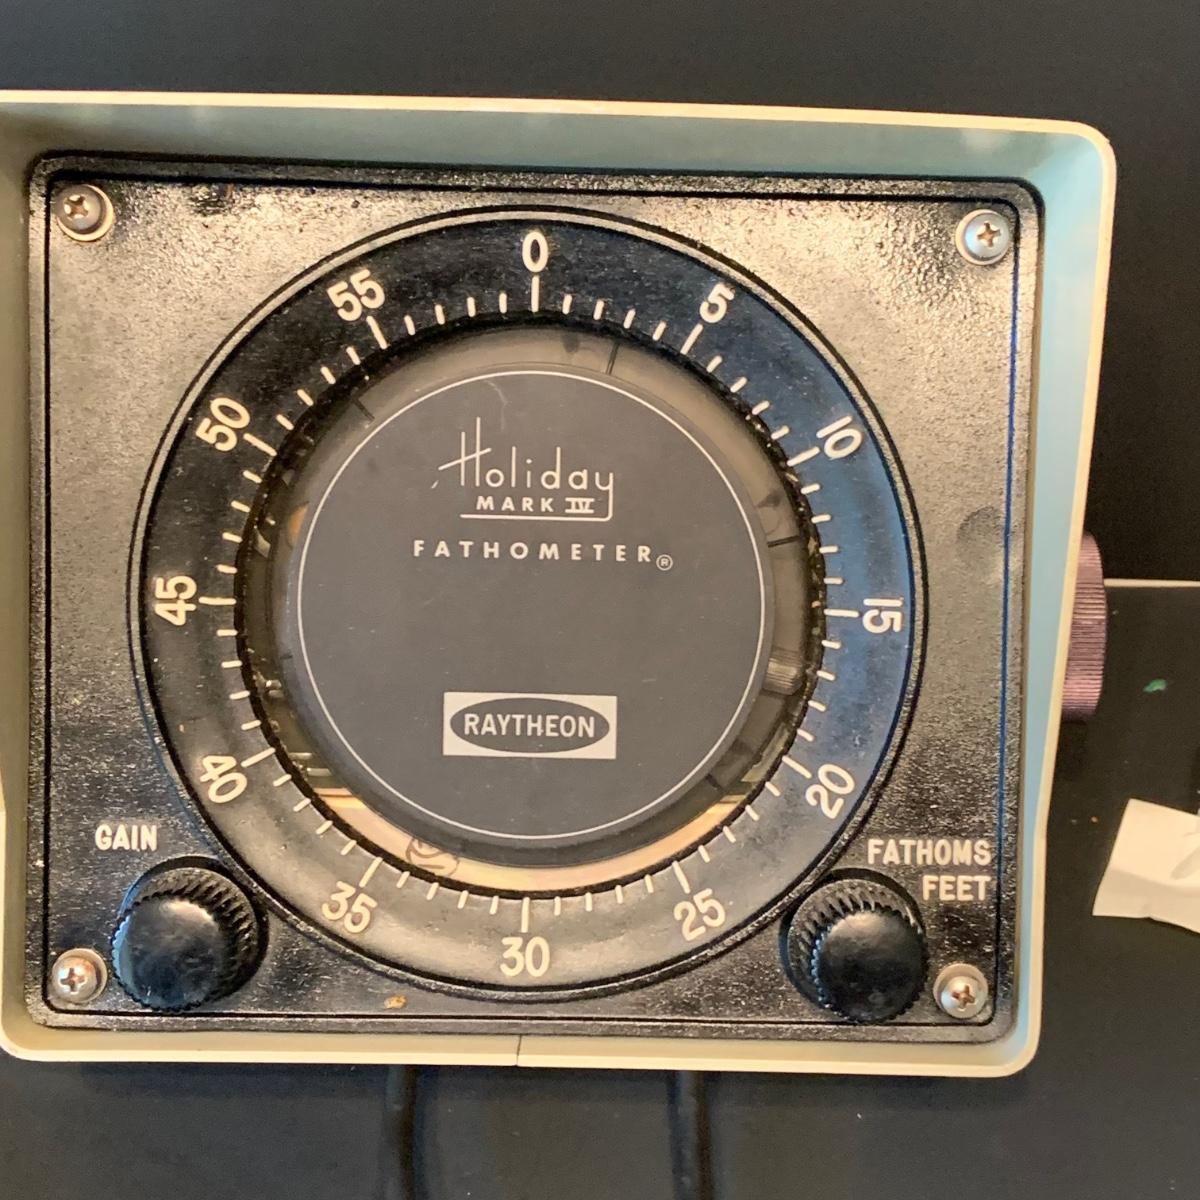 0
5
10
15
20
25
30
35
40
45
50
55
Holiday
MARK IV
FATHOMETER®
RAYTHEON
GAIN
FATHOMS
FEET